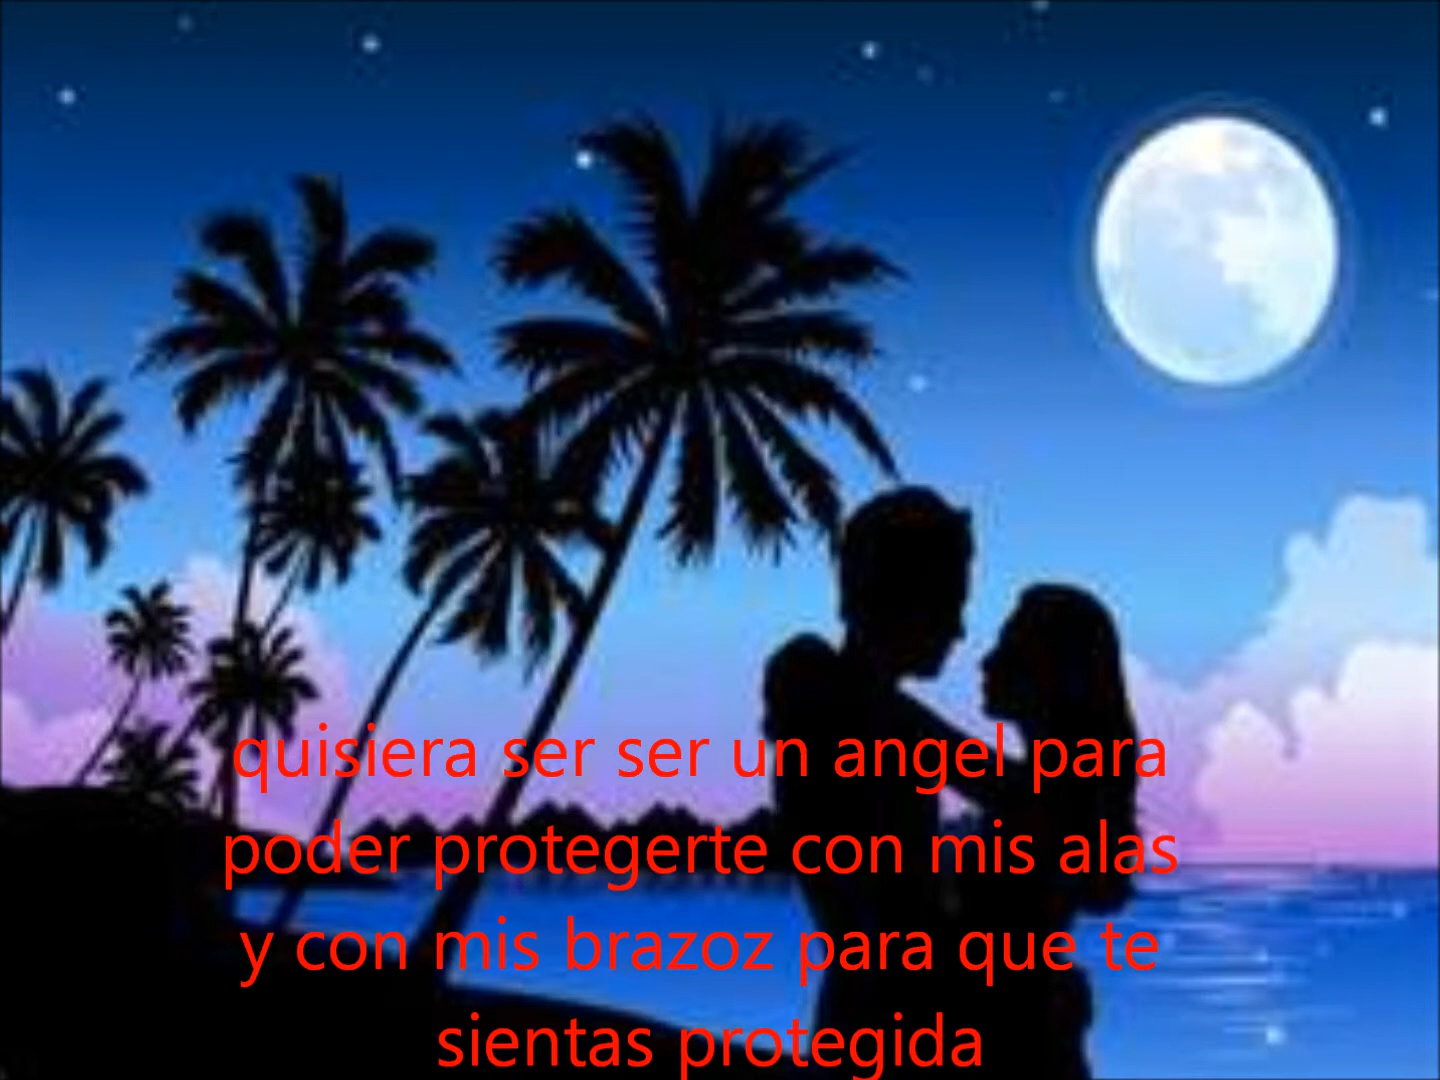 quisiera ser ser un angel para
poder protegerte con mis alas
y con mis brazoz para que te
sientas protegida